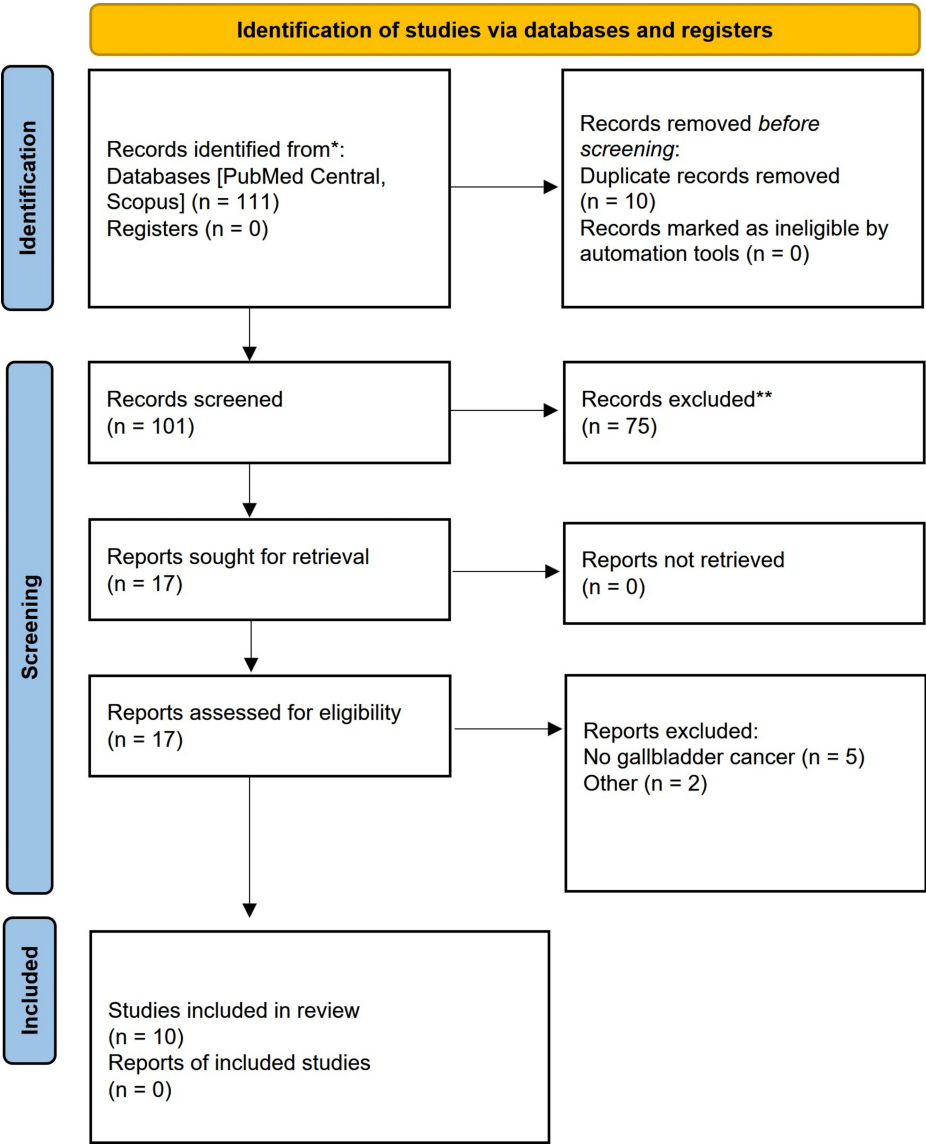 Identification of studies via databases and registers
Identification
Records identified from*:
Databases [PubMed Central,
Scopus] (n = 111)
Registers (n = 0)
Records removed before
screening:
Duplicate records removed
(n = 10)
Records marked as ineligible by
automation tools (n = 0)
Screening
Records screened
(n = 101)
Records excluded**
(n = 75)
Reports sought for retrieval
(n = 17)
Reports not retrieved
(n = 0)
Reports assessed for eligibility
(n = 17)
Reports excluded:
No gallbladder cancer (n = 5)
Other (n = 2)
Included
Studies included in review
(n = 10)
Reports of included studies
(n = 0)